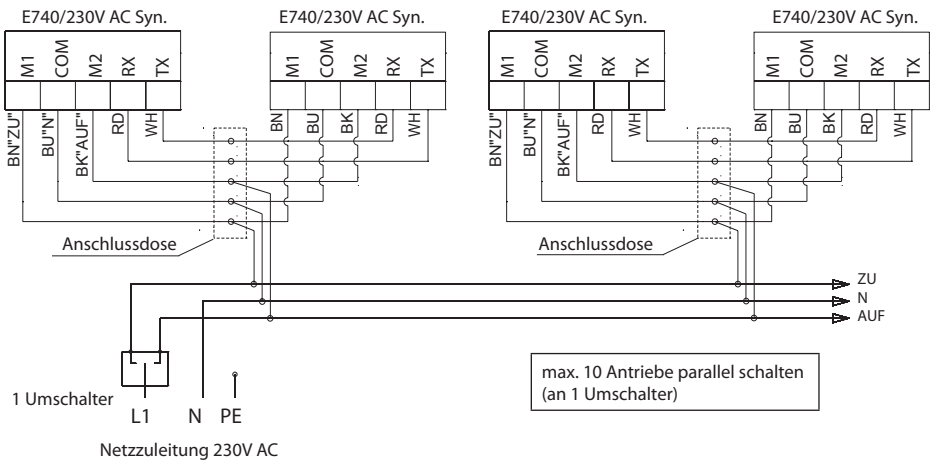 E740/230V AC Syn.
E740/230V AC Syn.
E740/230V AC Syn.
E740/230V AC Syn.
M1 COM M2 RX TX
M1 COM M2 RX TX
M1 COM M2 RX TX
M1 COM M2 RX TX
BN"ZU" BU"N" BK"AUF" RD WH
BN BU BK RD WH
BN"ZU" BU"N" BK"AUF" RD WH
BN BU BK RD WH
Anschlussdose
Anschlussdose
ZU
N
AUF
1 Umschalter
L1 N PE
Netzzuleitung 230V AC
max. 10 Antriebe parallel schalten
(an 1 Umschalter)